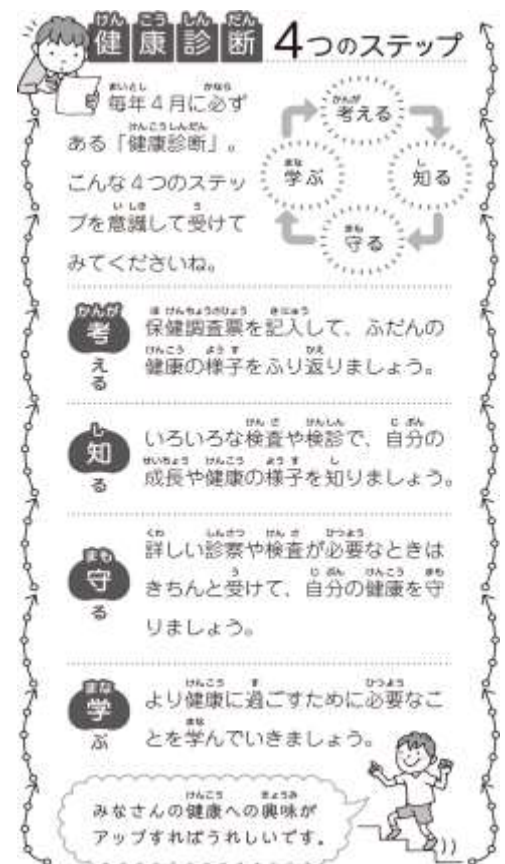 健康診断 4つのステップ
毎年4月に必ず
ある「健康診断」。
こんな4つのステッ
プを意識して受けて
みてくださいね。
考える
知る
守る
学ぶ
考える
保健調査票を記入して、ふだんの
健康の様子をふり返りましょう。
知る
いろいろな検査や検診で、自分の
成長や健康の様子を知りましょう。
守る
詳しい診察や検査が必要なときは
きちんと受けて、自分の健康を守
りましょう。
学ぶ
より健康に過ごすために必要なこ
とを学んでいきましょう。
みなさんの健康への興味が
アップすればうれしいです。